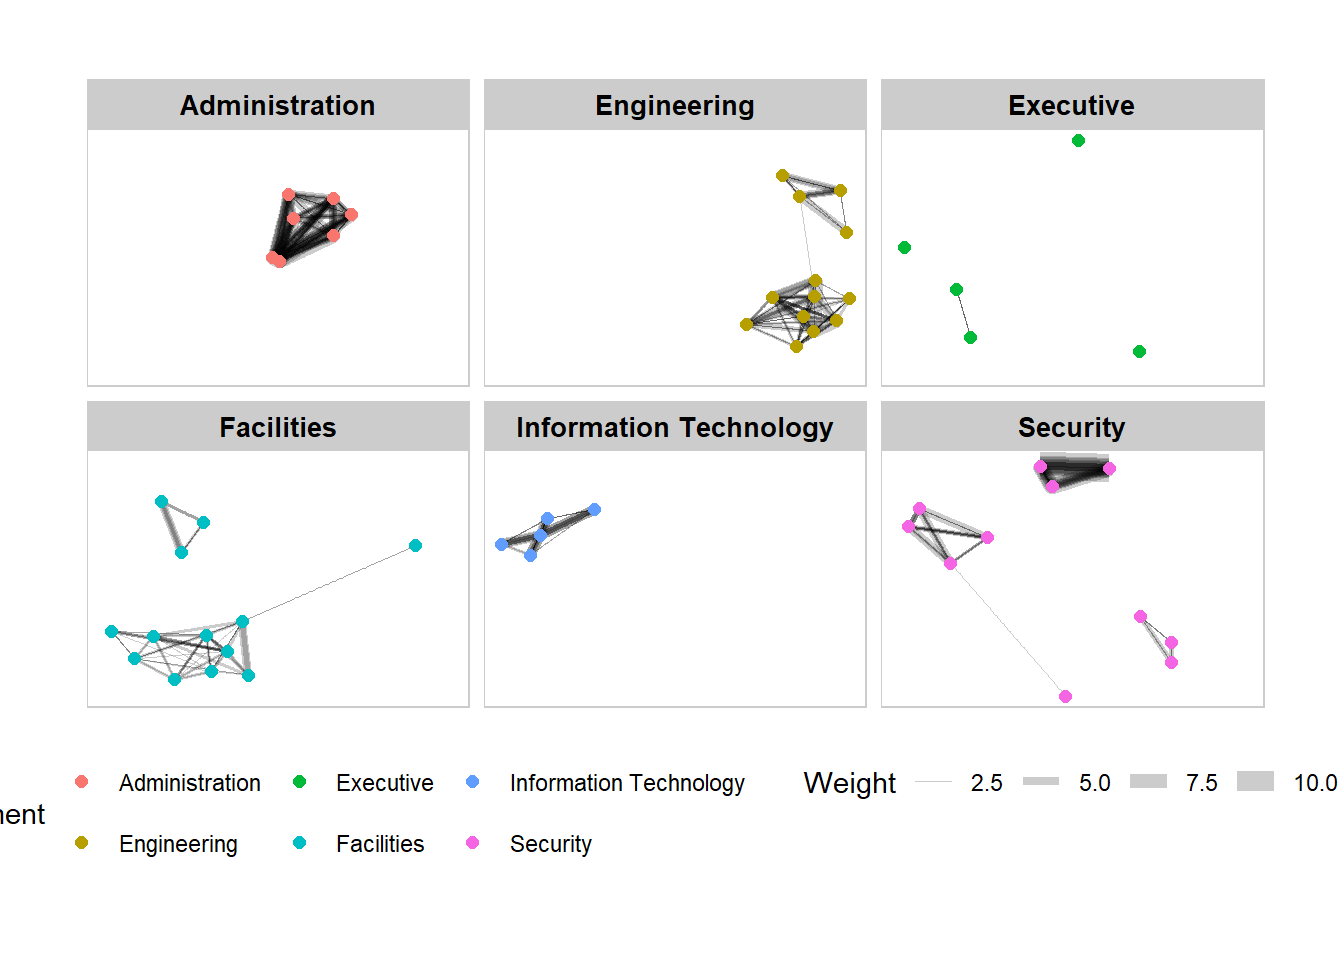 Administration Engineering Executive
Facilities Information Technology Security
Administration Executive Information Technology Weight 2.5 5.0 7.5 10.0
Engineering Facilities Security